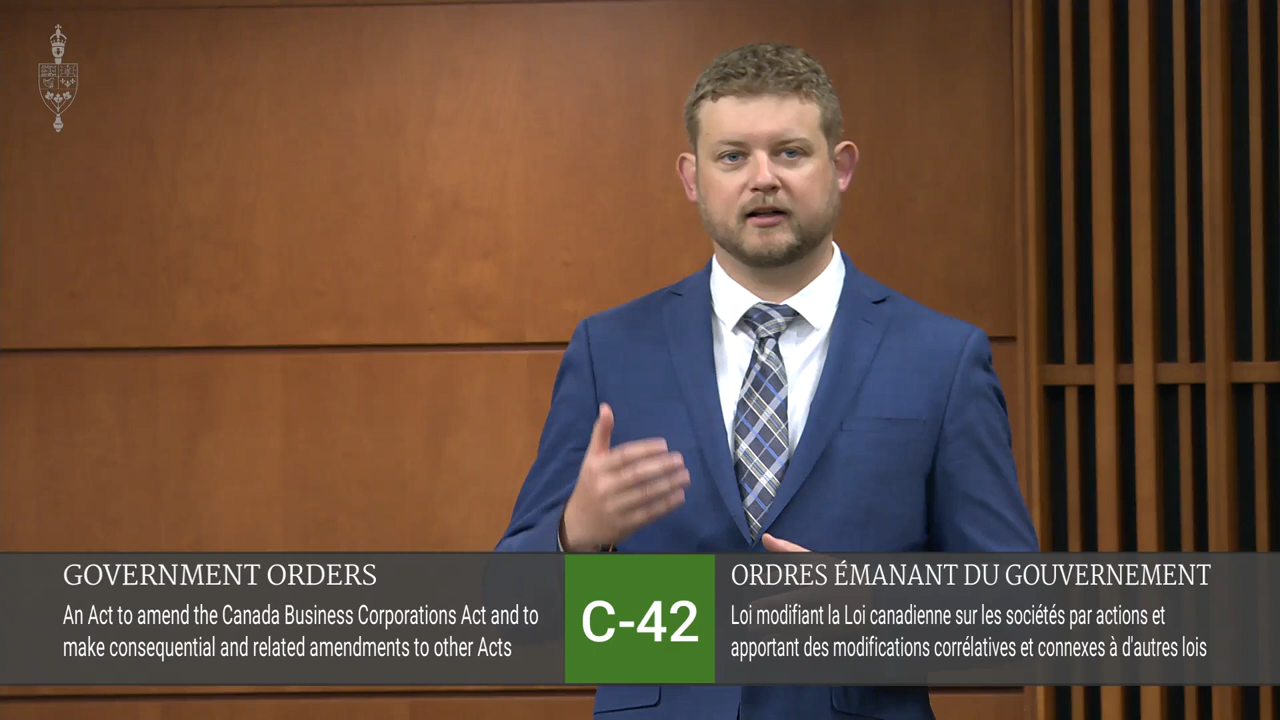 GOVERNMENT ORDERS
An Act to amend the Canada Business Corporations Act and to
make consequential and related amendments to other Acts
C-42
ORDRES ÉMANANT DU GOUVERNEMENT
Loi modifiant la Loi canadienne sur les sociétés par actions et
apportant des modifications corrélatives et connexes à d'autres lois